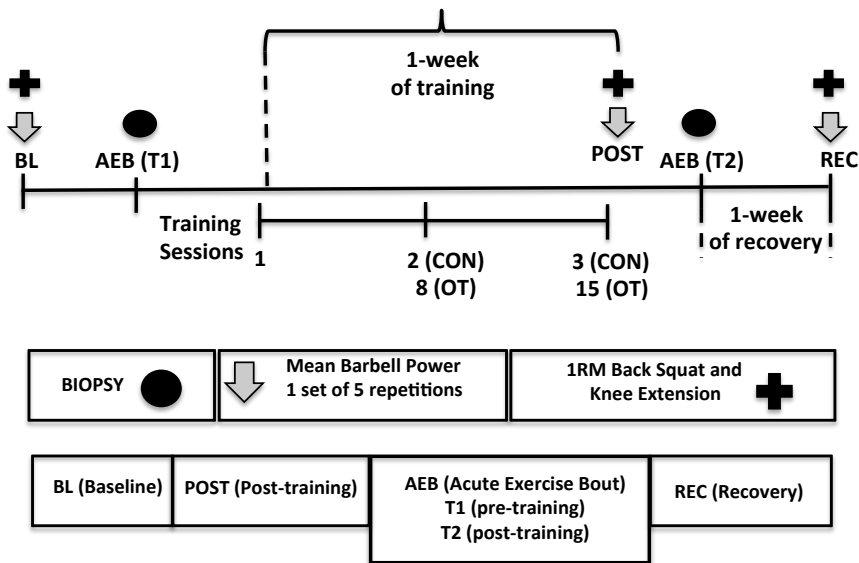 1-week
of training
BL
AEB (T1)
POST
AEB (T2)
REC
Training
Sessions
1
2 (CON)
8 (OT)
3 (CON)
15 (OT)
1-week
of recovery
BIOPSY
Mean Barbell Power
1 set of 5 repetitions
1RM Back Squat and
Knee Extension
BL (Baseline)
POST (Post-training)
AEB (Acute Exercise Bout)
T1 (pre-training)
T2 (post-training)
REC (Recovery)